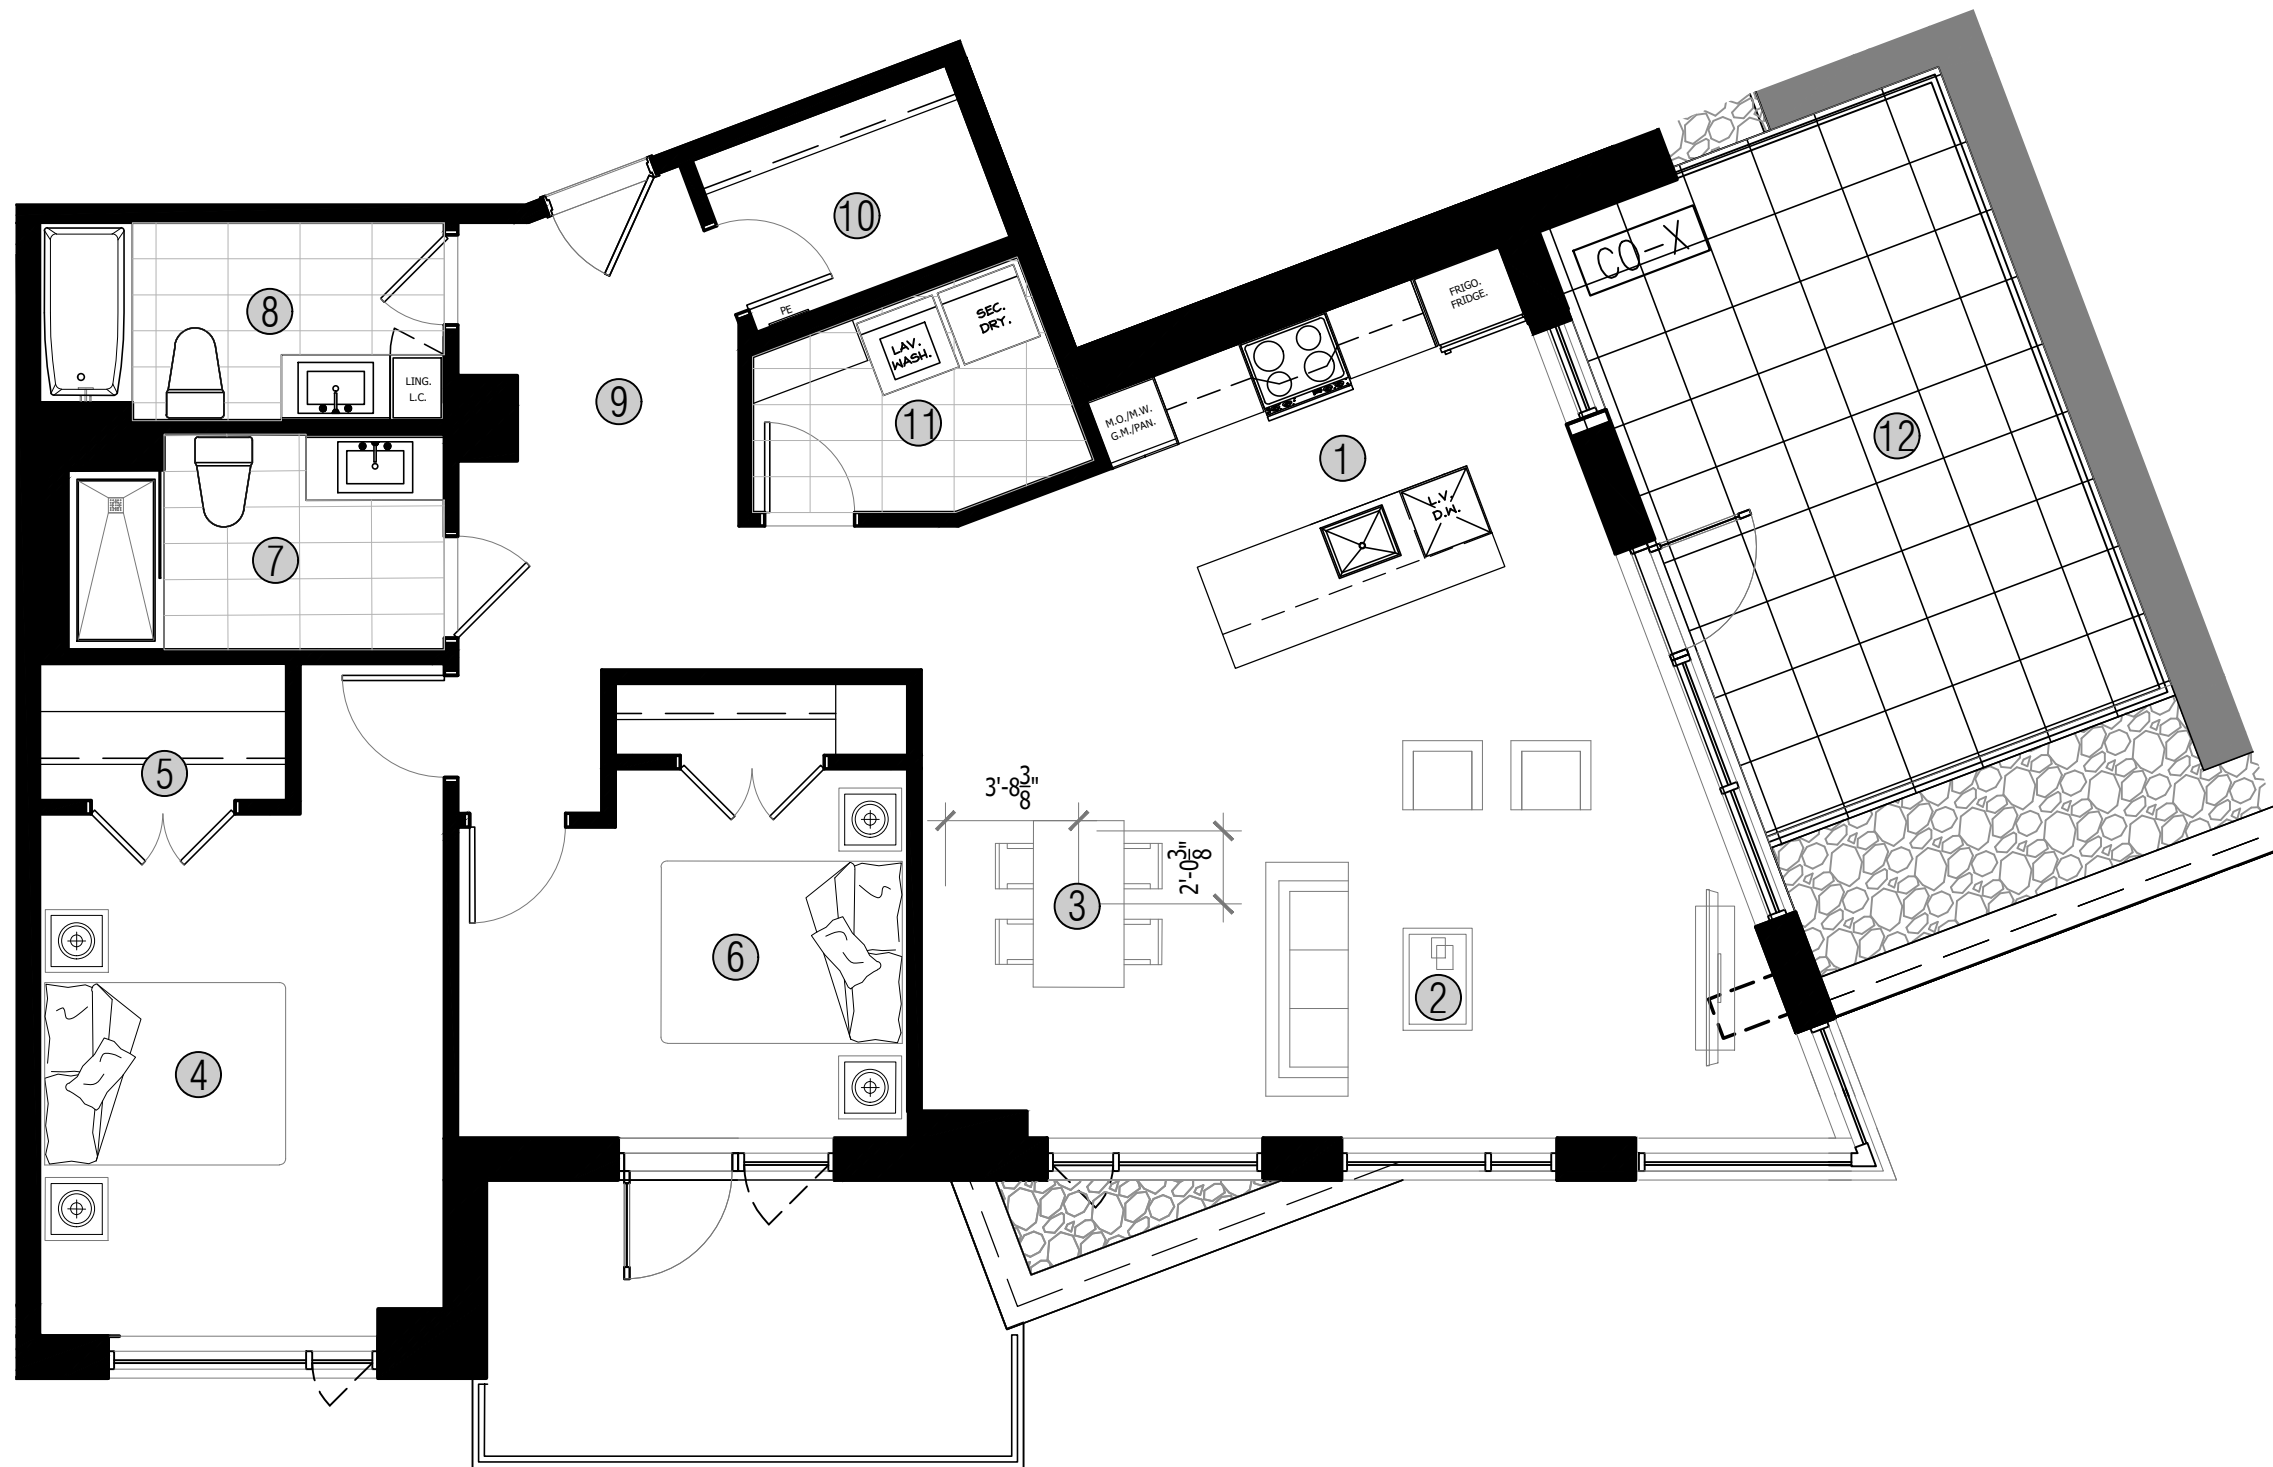 10
CO-X
8
PE
SEC.
DRY.
LAV.
WASH.
FRIGO.
FRIDGE.
LING.
L.C.
9
11
M.O./M.W.
G.M./PAN.
1
12
L.V.
D.W.
7
5
3'-8 3/8"
2'-0 3/8"
3
6
2
4